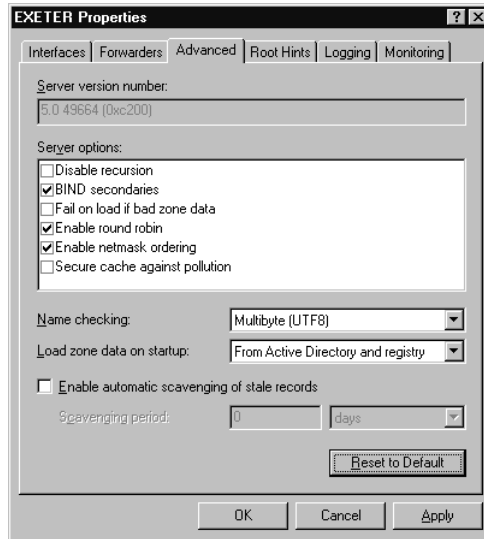 EXETER Properties
Interfaces Forwarders Advanced Root Hints Logging Monitoring
Server version number:
5.0 49664 (0xc200)
Server options:
Disable recursion
BIND secondaries
Fail on load if bad zone data
Enable round robin
Enable netmask ordering
Secure cache against pollution
Name checking: Multibyte (UTF8)
Load zone data on startup: From Active Directory and registry
Enable automatic scavenging of stale records
Scavenging period: 0 days
Reset to Default
OK Cancel Apply